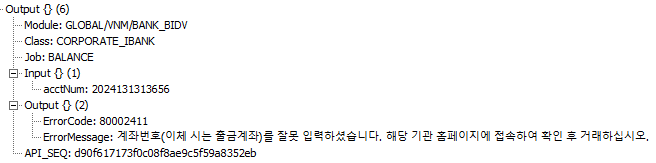 Output {} (6)
Module: GLOBAL/VNM/BANK_BIDV
Class: CORPORATE_IBANK
Job: BALANCE
Input {} (1)
acctNum: 2024131313656
Output {} (2)
ErrorCode: 80002411
ErrorMessage: 계좌번호(이체 시는 출금계좌)를 잘못 입력하셨습니다. 해당 기관 홈페이지에 접속하여 확인 후 거래하십시오.
API_SEQ: d90f617173f0c08f8ae9c5f59a8352eb